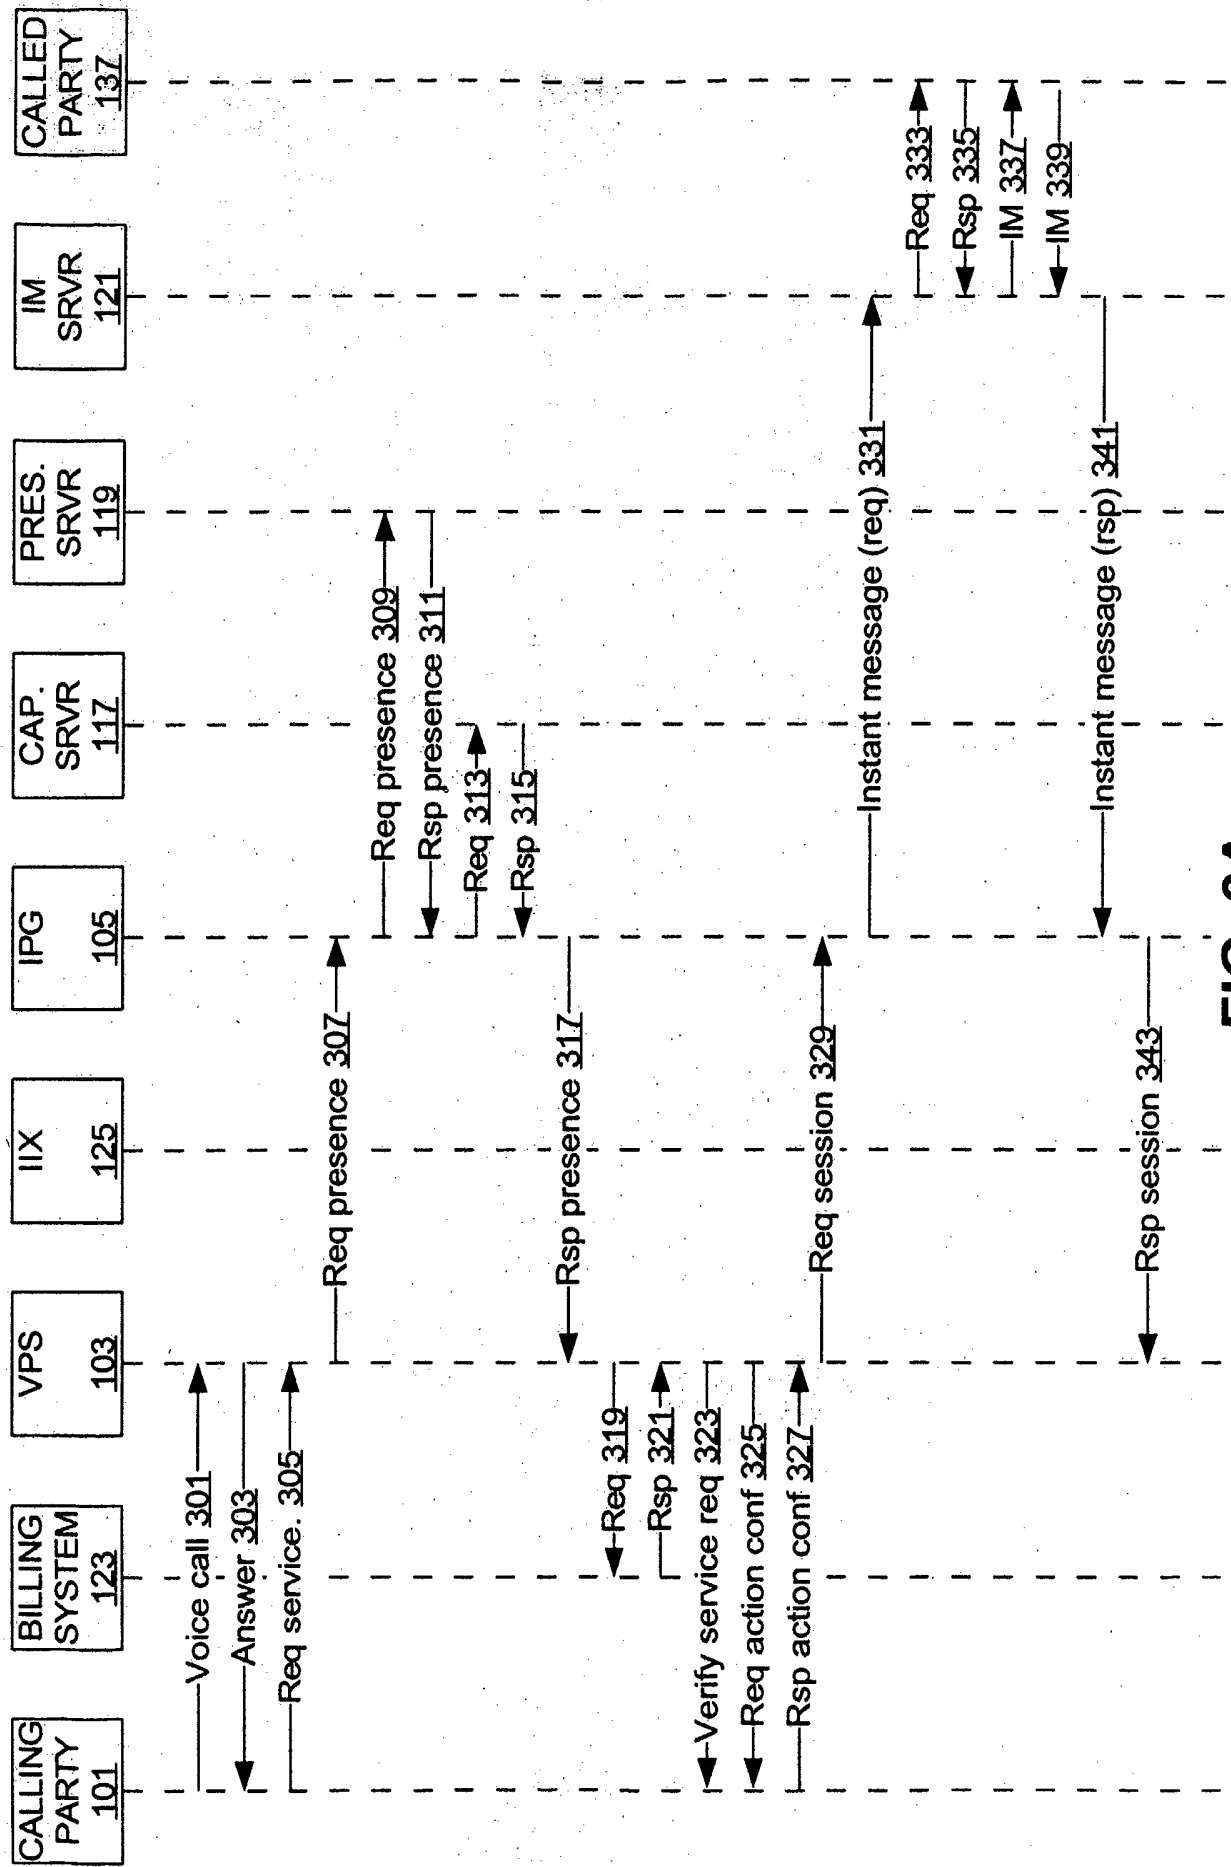 CALLING
PARTY
101
BILLING
SYSTEM
123
VPS
103
IIX
125
IPG
105
CAP.
SRVR
117
PRES.
SRVR
119
IM
SRVR
121
CALLED
PARTY
137
Voice call 301
Answer 303
Req service. 305
Req presence 307
Req presence 309
Rsp presence 311
Req 313
Rsp 315
Rsp presence 317
Req 319
Rsp 321
Verify service req 323
Req action conf 325
Rsp action conf 327
Req session 329
Instant message (req) 331
Req 333
Rsp 335
IM 337
IM 339
Instant message (rsp) 341
Rsp session 343